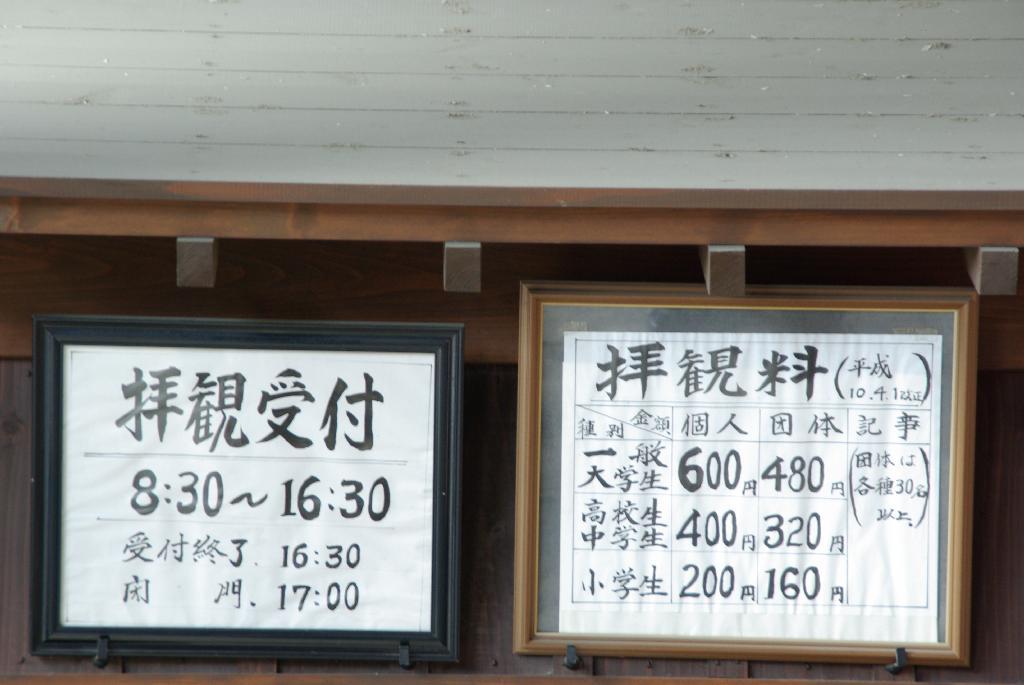 拝観受付
8:30～16:30
受付終了. 16:30
閉門. 17:00
拝観料 (平成10.4.1改正)
種別 金額 個人 団体 記事
一般 大学生 600円 480円 (団体は各種30名以上)
高校生 中学生 400円 320円
小学生 200円 160円